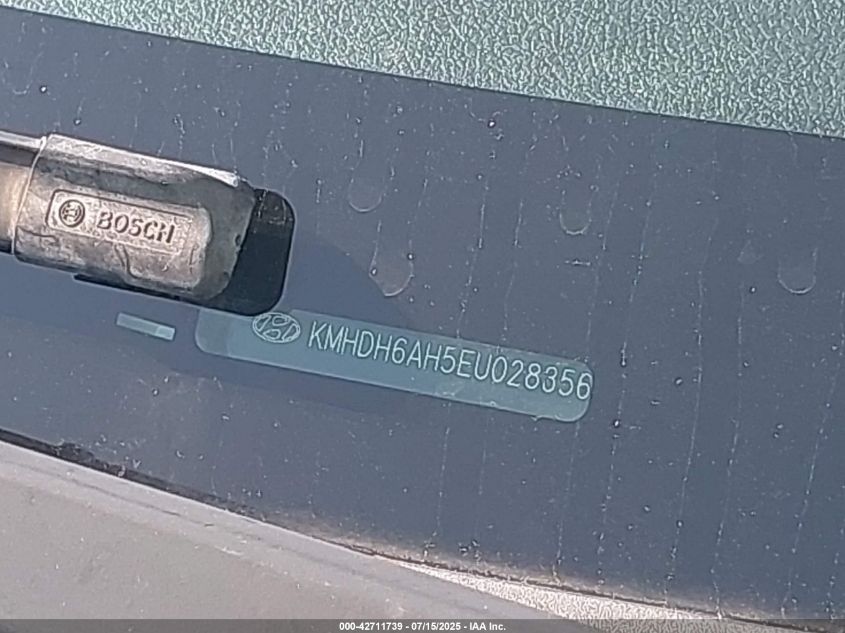 BOSCH
KMHDH6AH5EU028356
000-42711739 - 07/15/2025 - IAA Inc.